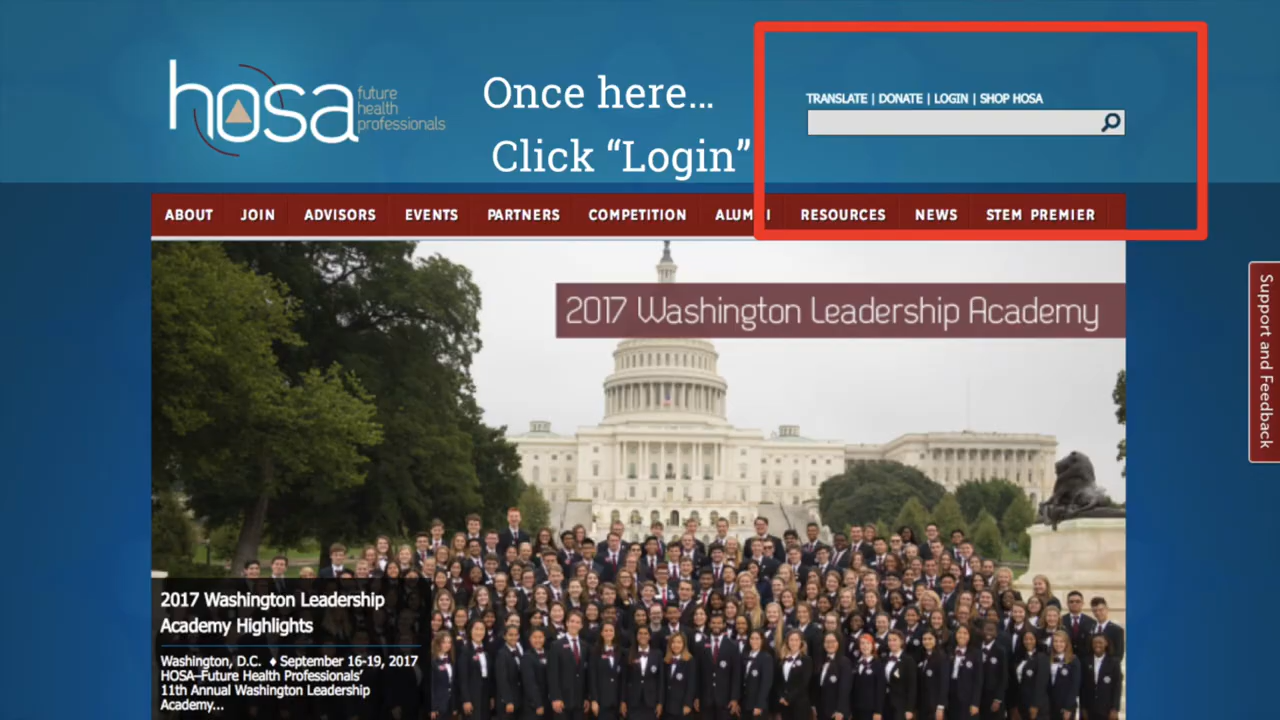 hosa
future
health
professionals
Once here...
Click “Login”
TRANSLATE | DONATE | LOGIN | SHOP HOSA
ABOUT JOIN ADVISORS EVENTS PARTNERS COMPETITION ALUMNI RESOURCES NEWS STEM PREMIER
2017 Washington Leadership Academy
Support and Feedback
2017 Washington Leadership
Academy Highlights
Washington, D.C. ♦ September 16-19, 2017
HOSA–Future Health Professionals’
11th Annual Washington Leadership
Academy...